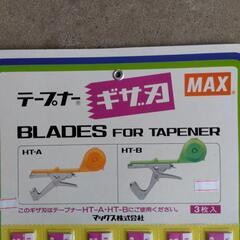 テープナー ギザ刃 MAX
BLADES FOR TAPENER
HT-A HT-B
このギザ刃はテープナーHT-A・HT-Bにご使用ください。 3枚入
マックス株式会社